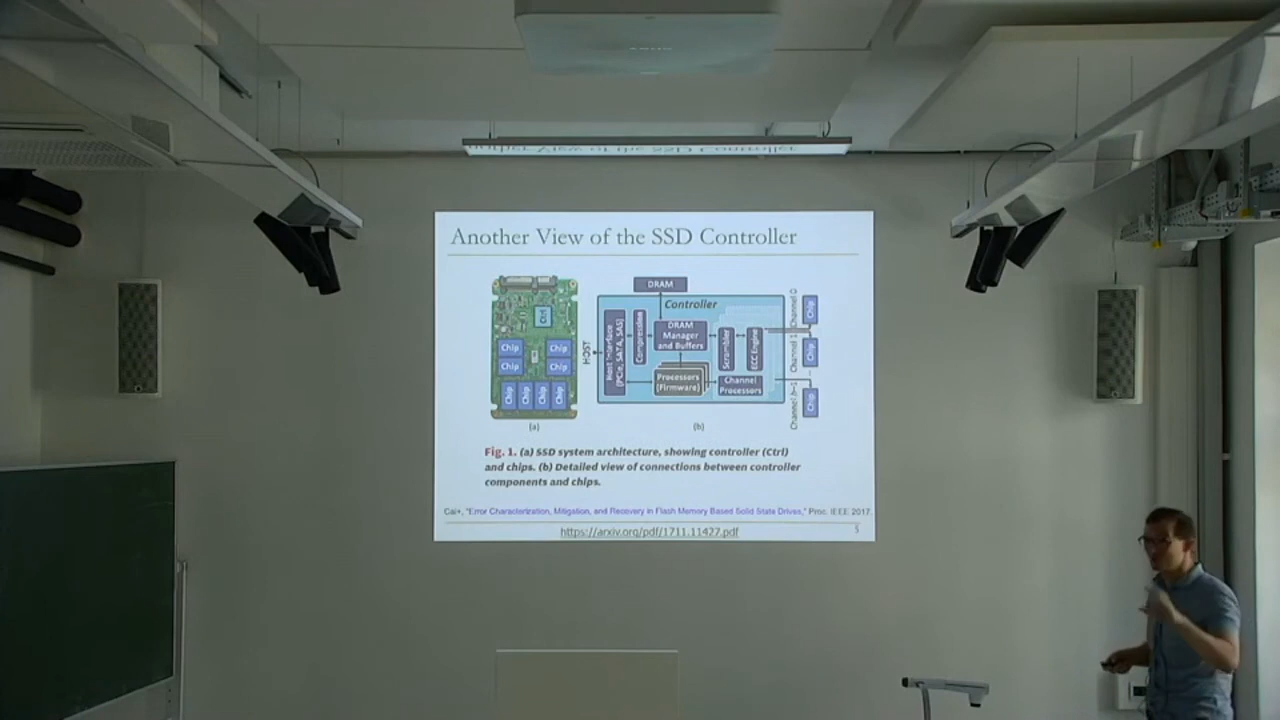 Another View of the SSD Controller
DRAM
Controller
Ctrl
Chip
Chip
Chip
Chip
Chip
Chip
Chip
Chip
HOST
Host Interface
(PCIe, SATA, SAS)
Compression
DRAM
Manager
and Buffers
Processors
(Firmware)
Scrambler
ECC Engine
Channel
Processors
Channel 0
Chip
Channel 1
Chip
Chip
(a)
(b)
Fig. 1. (a) SSD system architecture, showing controller (Ctrl)
and chips. (b) Detailed view of connections between controller
components and chips.
Cai+, "Error Characterization, Mitigation, and Recovery in Flash Memory Based Solid State Drives," Proc. IEEE 2017.
https://arxiv.org/pdf/1711.11427.pdf
5